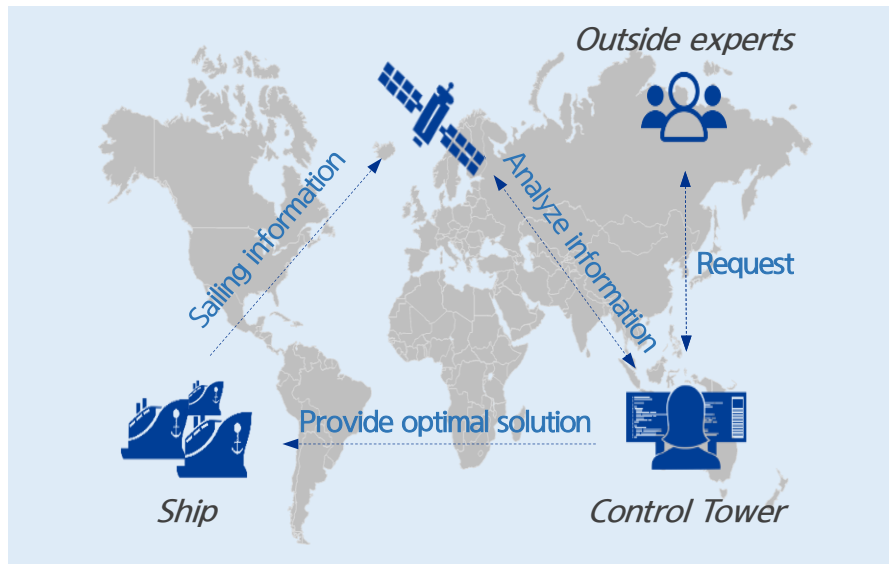 Outside experts
Sailing information
Analyze information
Request
Provide optimal solution
Ship
Control Tower